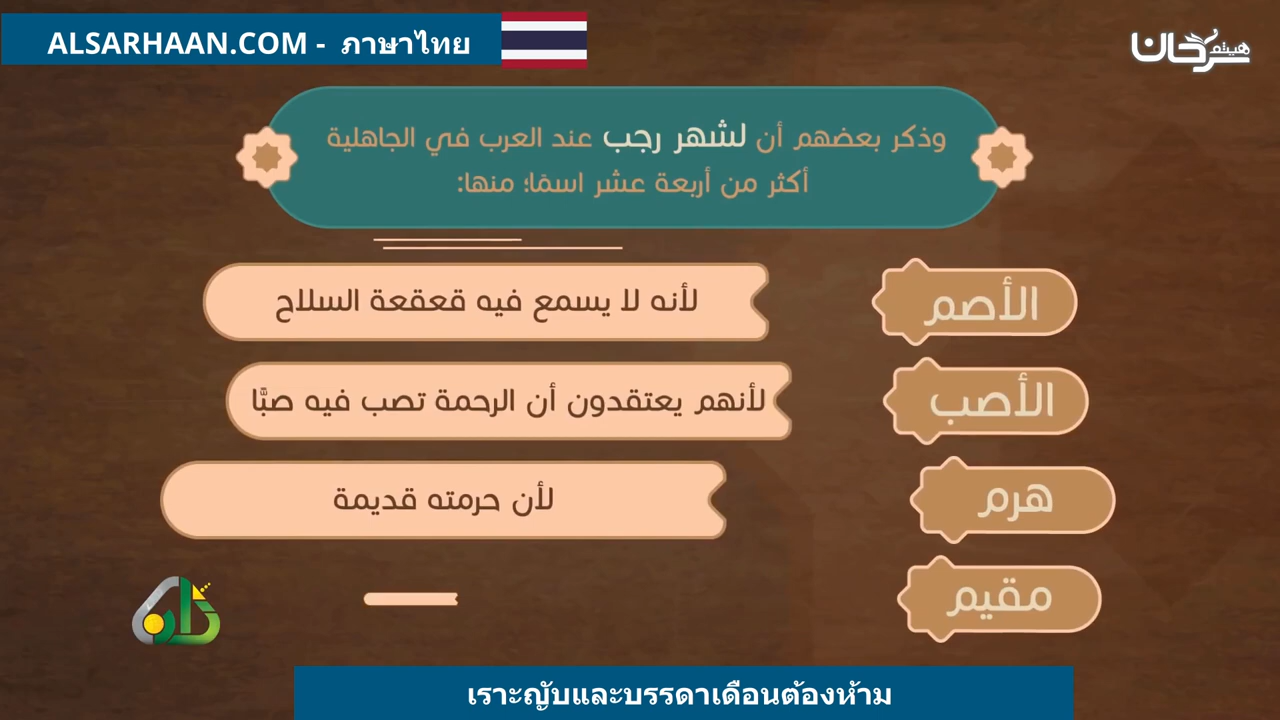 ALSARHAAN.COM - ภาษาไทย
هيثم سرحان
وذكر بعضهم أن لشهر رجب عند العرب في الجاهلية
أكثر من أربعة عشر اسمًا؛ منها:
الأصم
لأنه لا يسمع فيه قعقعة السلاح
الأصب
لأنهم يعتقدون أن الرحمة تصب فيه صبًّا
هرم
لأن حرمته قديمة
مقيم
เราะญับและบรรดาเดือนต้องห้าม